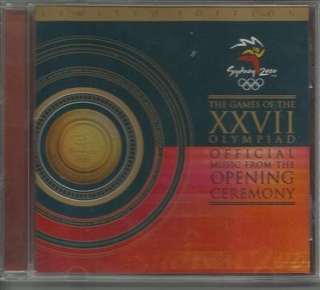 LIMITED EDITION
Sydney 2000
THE GAMES OF THE
XXVII
OLYMPIAD
OFFICIAL
MUSIC FROM THE
OPENING
CEREMONY